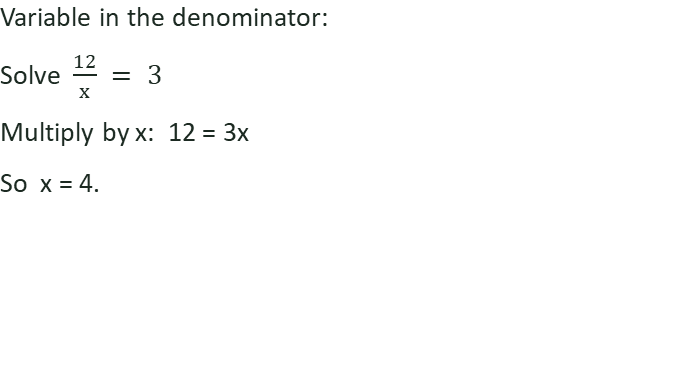 Variable in the denominator:
Solve 12/x = 3
Multiply by x: 12 = 3x
So x = 4.